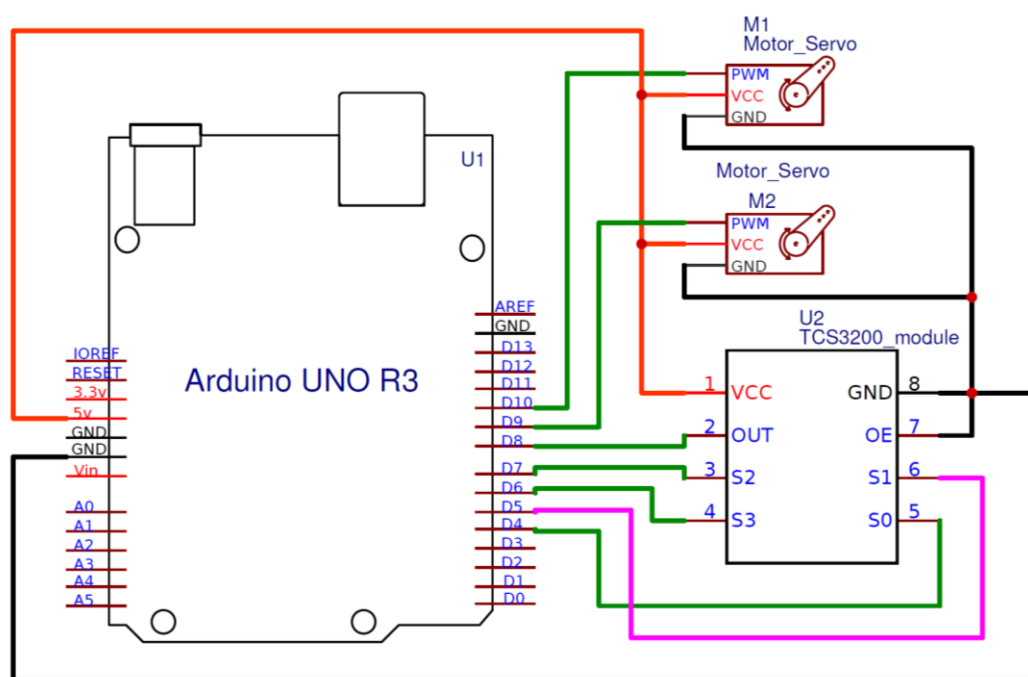 M1
Motor_Servo
PWM
VCC
GND
Motor_Servo
M2
PWM
VCC
GND
U1
Arduino UNO R3
IOREF
RESET
3.3v
5v
GND
GND
Vin
A0
A1
A2
A3
A4
A5
AREF
GND
D13
D12
D11
D10
D9
D8
D7
D6
D5
D4
D3
D2
D1
D0
U2
TCS3200_module
1 VCC GND 8
2 OUT OE 7
3 S2 S1 6
4 S3 S0 5